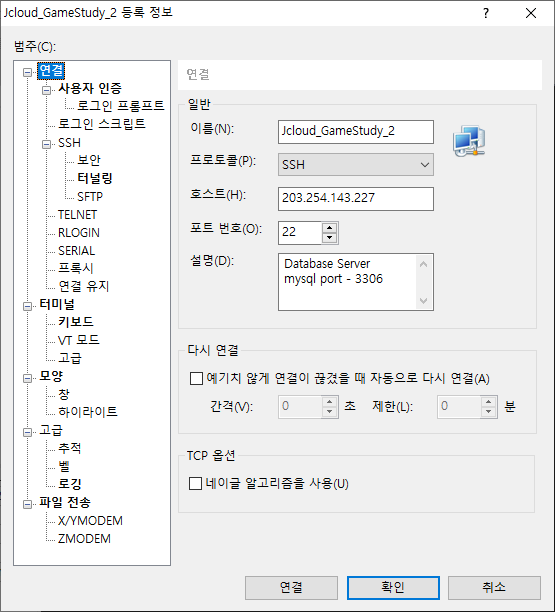 Jcloud_GameStudy_2 등록 정보
?
범주(C):
연결
사용자 인증
로그인 프롬프트
로그인 스크립트
SSH
보안
터널링
SFTP
TELNET
RLOGIN
SERIAL
프록시
연결 유지
터미널
키보드
VT 모드
고급
모양
창
하이라이트
고급
추적
벨
로깅
파일 전송
X/YMODEM
ZMODEM
연결
일반
이름(N): Jcloud_GameStudy_2
프로토콜(P): SSH
호스트(H): 203.254.143.227
포트 번호(O): 22
설명(D): Database Server
mysql port - 3306
다시 연결
예기치 않게 연결이 끊겼을 때 자동으로 다시 연결(A)
간격(V): 0 초 제한(L): 0 분
TCP 옵션
네이글 알고리즘을 사용(U)
연결 확인 취소